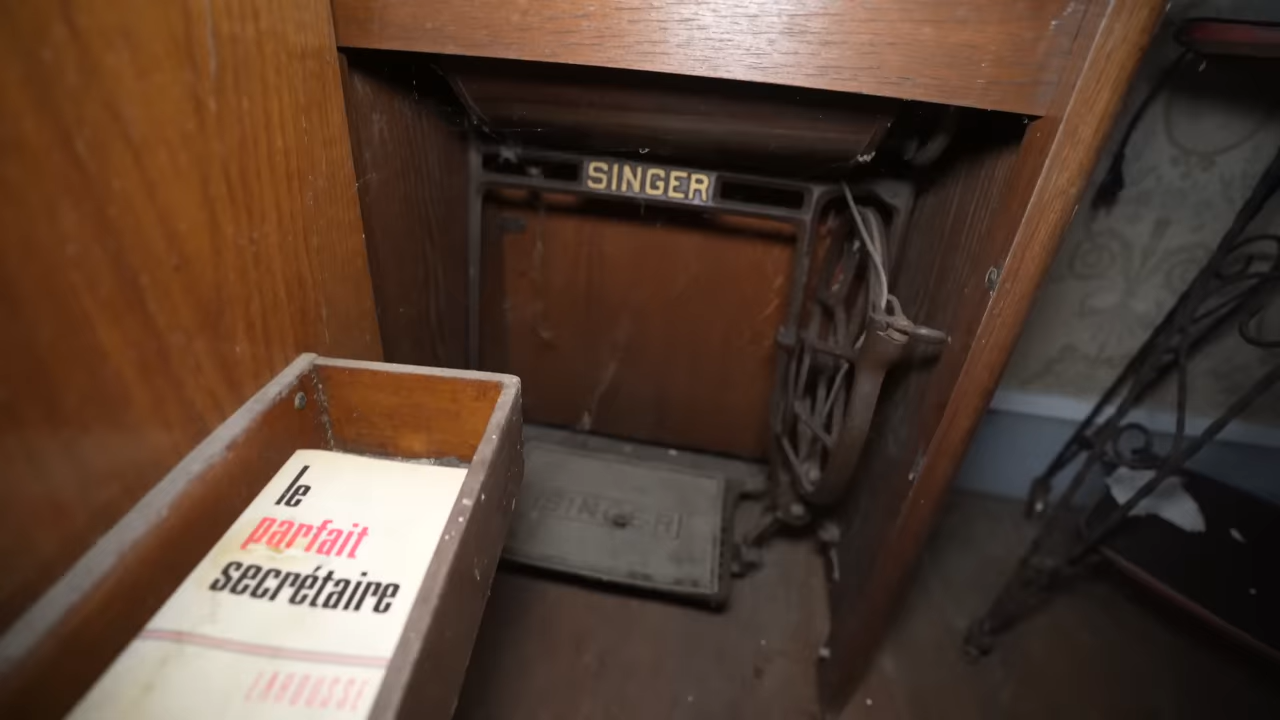 SINGER
SINGER
le
parfait
secrétaire
LAROUSSE